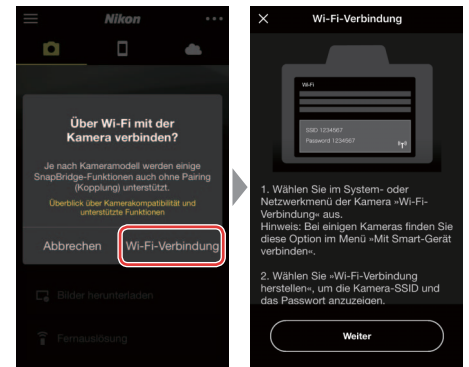 Nikon
Über Wi-Fi mit der
Kamera verbinden?
Je nach Kameramodell werden einige
SnapBridge-Funktionen auch ohne Pairing
(Kopplung) unterstützt.
Überblick über Kamerakompatibilität und
unterstützte Funktionen
Abbrechen
Wi-Fi-Verbindung
Bilder herunterladen
Fernauslösung
Wi-Fi-Verbindung
Wi-Fi
SSID 1234567
Password 1234567
1. Wählen Sie im System- oder
Netzwerkmenü der Kamera »Wi-Fi-
Verbindung« aus.
Hinweis: Bei einigen Kameras finden Sie
diese Option im Menü »Mit Smart-Gerät
verbinden«.
2. Wählen Sie »Wi-Fi-Verbindung
herstellen«, um die Kamera-SSID und
das Passwort anzuzeigen.
Weiter